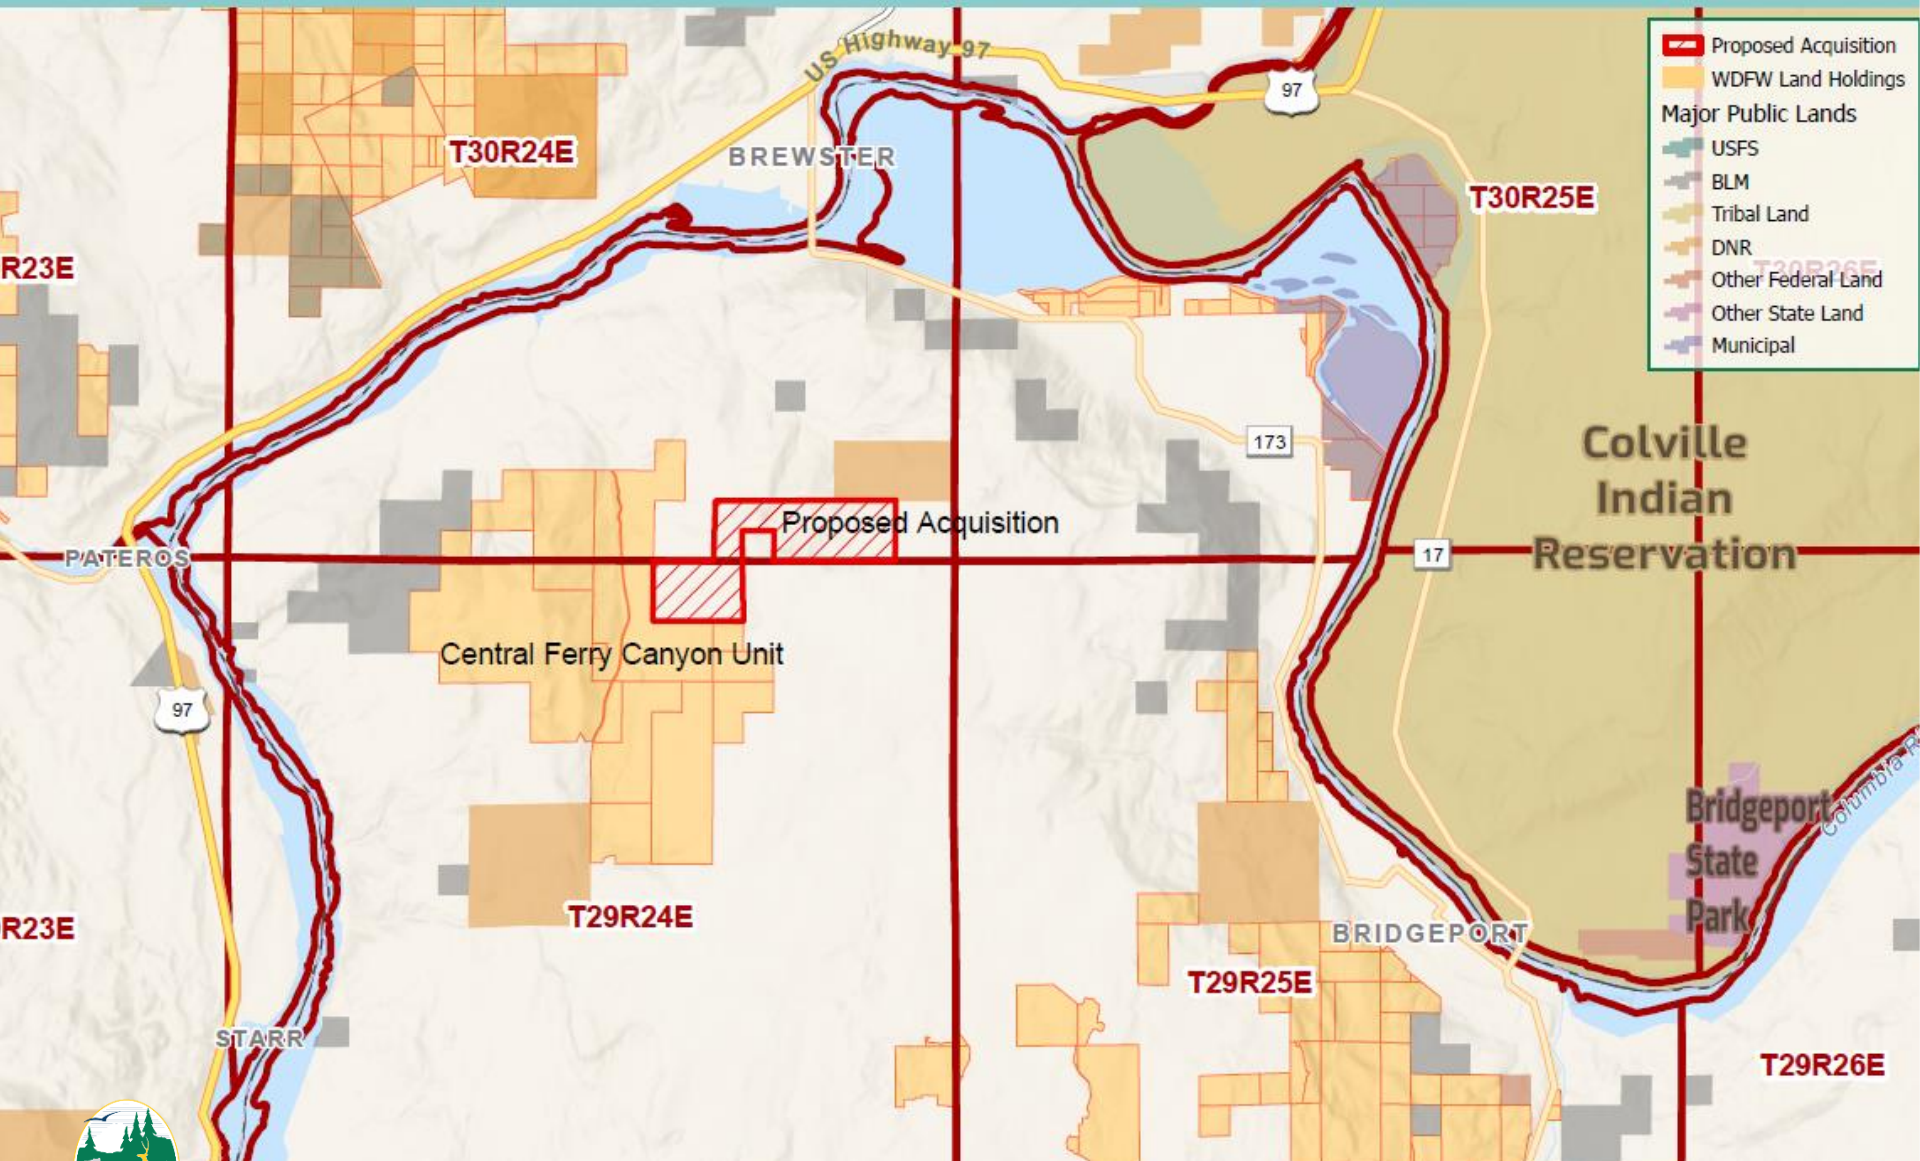 US Highway 97
97
T30R24E
BREWSTER
T30R25E
R23E
Proposed Acquisition
WDFW Land Holdings
Major Public Lands
USFS
BLM
Tribal Land
DNR
Other Federal Land
Other State Land
Municipal
T30R26E
173
Colville
Indian
Reservation
Proposed Acquisition
17
PATEROS
Central Ferry Canyon Unit
97
Bridgeport
State
Park
Columbia R
T29R24E
R23E
BRIDGEPORT
T29R25E
STARR
T29R26E